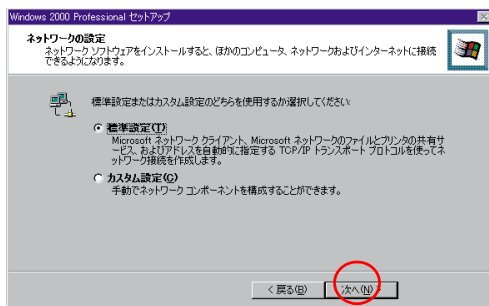 Windows 2000 Professional セットアップ
ネットワークの設定
ネットワーク ソフトウェアをインストールすると、ほかのコンピュータ、ネットワークおよびインターネットに接続
できるようになります。
標準設定またはカスタム設定のどちらを使用するか選択してください:
標準設定(T)
Microsoft ネットワーク クライアント、Microsoft ネットワークのファイルとプリンタの共有サ
ービス、およびアドレスを自動的に指定する TCP/IP トランスポート プロトコルを使ってネ
ットワーク接続を作成します。
カスタム設定(C)
手動でネットワーク コンポーネントを構成することができます。
< 戻る(B) 次へ(N) >